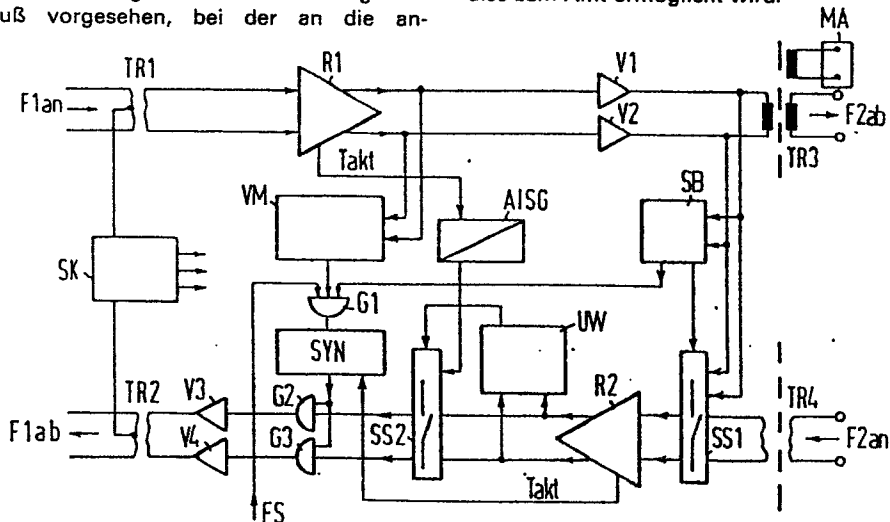 uß vorgesehen, bei der an die an-
MA
TR1
R1
V1
F1an
F2ab
V2
TR3
Takt
VM
AISG
SB
SK
G1
UW
SYN
R2
TR2
V3
G2
TR4
F1ab
V4
G3
SS2
SS1
F2an
Takt
FS